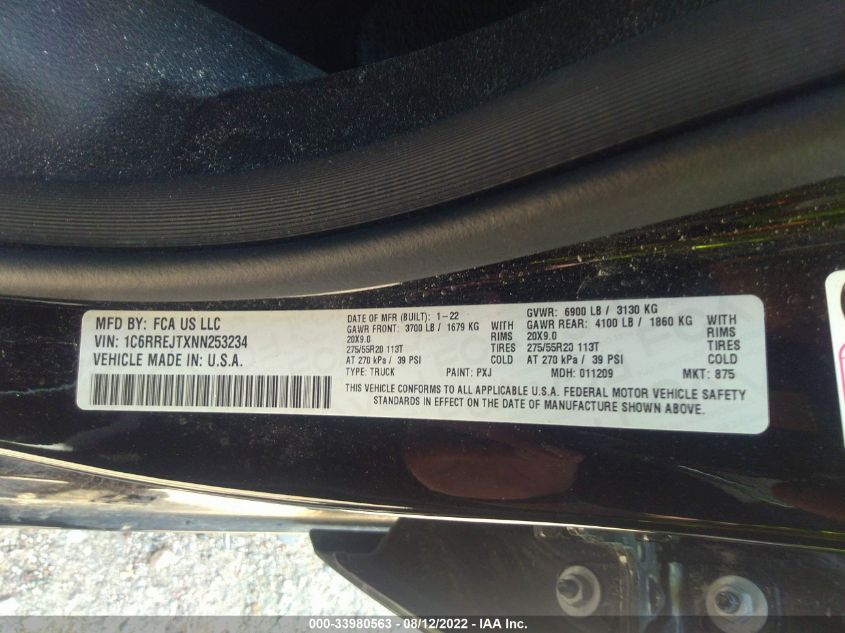 MFD BY: FCA US LLC
VIN: 1C6RREJTXNN253234
VEHICLE MADE IN: U.S.A.
DATE OF MFR (BUILT): 1-22 GVWR: 6900 LB / 3130 KG
GAWR FRONT: 3700 LB / 1679 KG WITH GAWR REAR: 4100 LB / 1860 KG WITH
20X9.0 RIMS 20X9.0 RIMS
275/55R20 113T TIRES 275/55R20 113T TIRES
AT 270 kPa / 39 PSI COLD AT 270 kPa / 39 PSI COLD
TYPE: TRUCK PAINT: PXJ MDH: 011209 MKT: 875
THIS VEHICLE CONFORMS TO ALL APPLICABLE U.S.A. FEDERAL MOTOR VEHICLE SAFETY
STANDARDS IN EFFECT ON THE DATE OF MANUFACTURE SHOWN ABOVE.
000-33980563 - 08/12/2022 - IAA Inc.